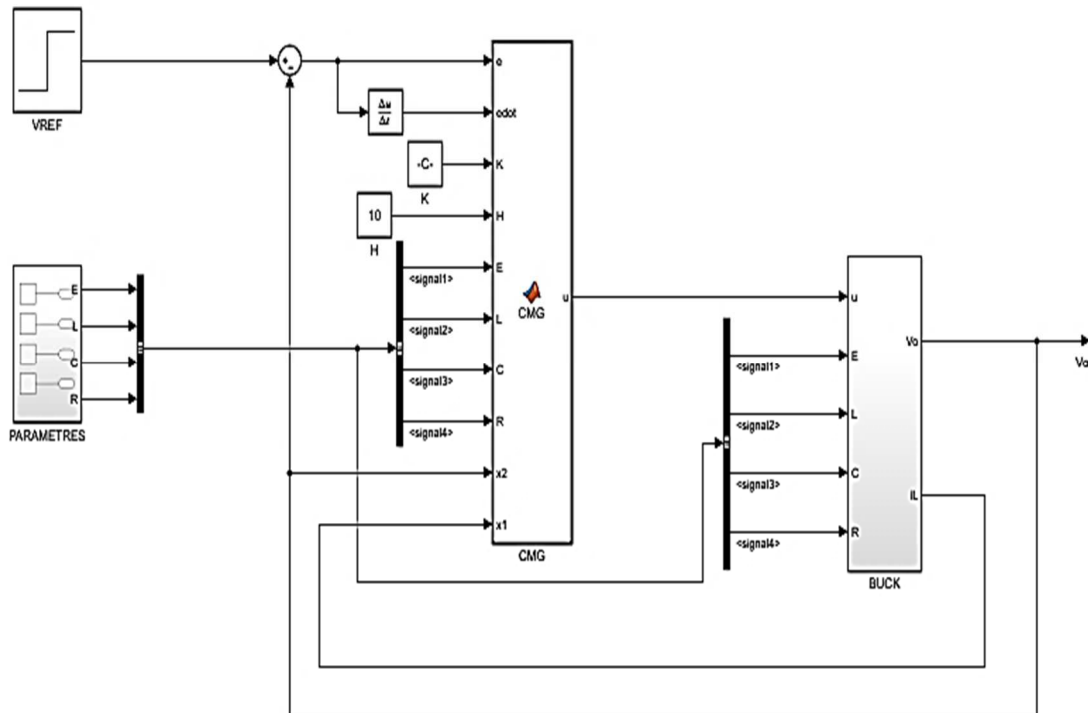 VREF
+
-
e
Δu
Δt
edot
-C-
K
K
10
H
H
PARAMETRES
E
L
C
R
<signal1>
<signal2>
<signal3>
<signal4>
E
L
C
R
x2
x1
CMG
u
CMG
<signal1>
<signal2>
<signal3>
<signal4>
u
E
L
C
R
Vo
IL
BUCK
Vo